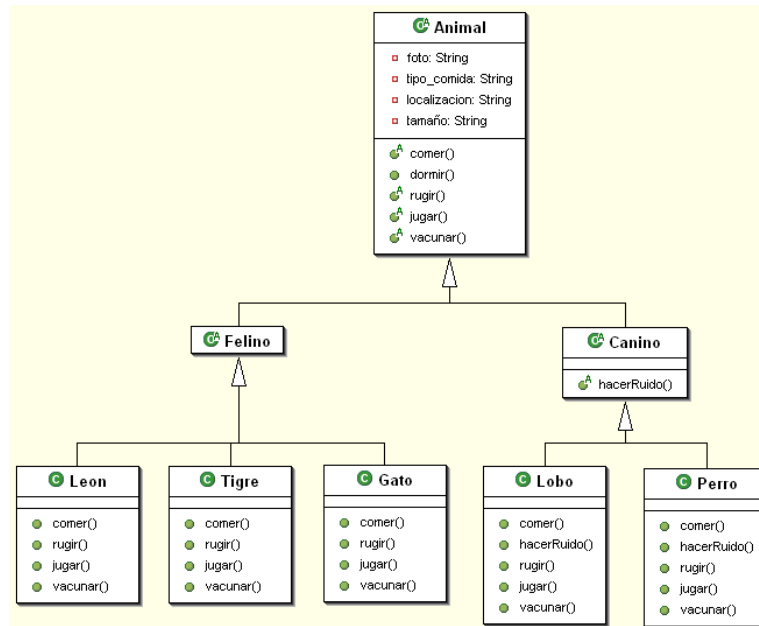 Animal
foto: String
tipo_comida: String
localizacion: String
tamaño: String
comer()
dormir()
rugir()
jugar()
vacunar()
Felino
Canino
hacerRuido()
Leon
comer()
rugir()
jugar()
vacunar()
Tigre
comer()
rugir()
jugar()
vacunar()
Gato
comer()
rugir()
jugar()
vacunar()
Lobo
comer()
hacerRuido()
rugir()
jugar()
vacunar()
Perro
comer()
hacerRuido()
rugir()
jugar()
vacunar()